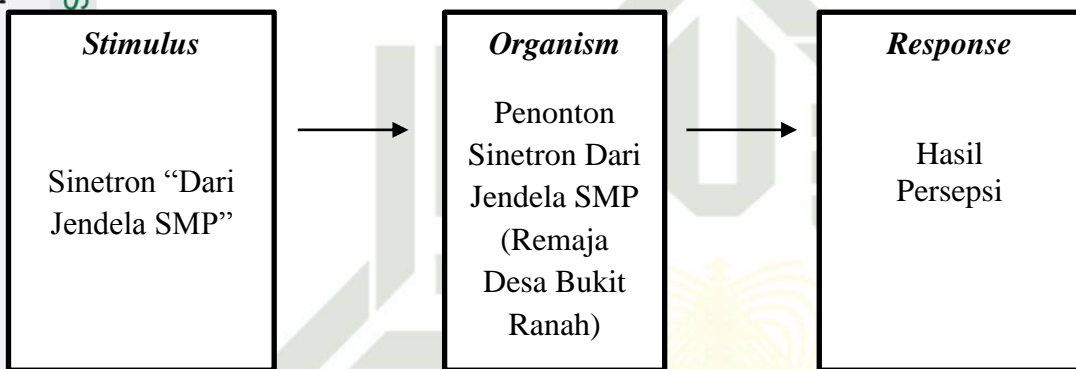 Stimulus
Sinetron “Dari
Jendela SMP”
Organism
Penonton
Sinetron Dari
Jendela SMP
(Remaja
Desa Bukit
Ranah)
Response
Hasil
Persepsi